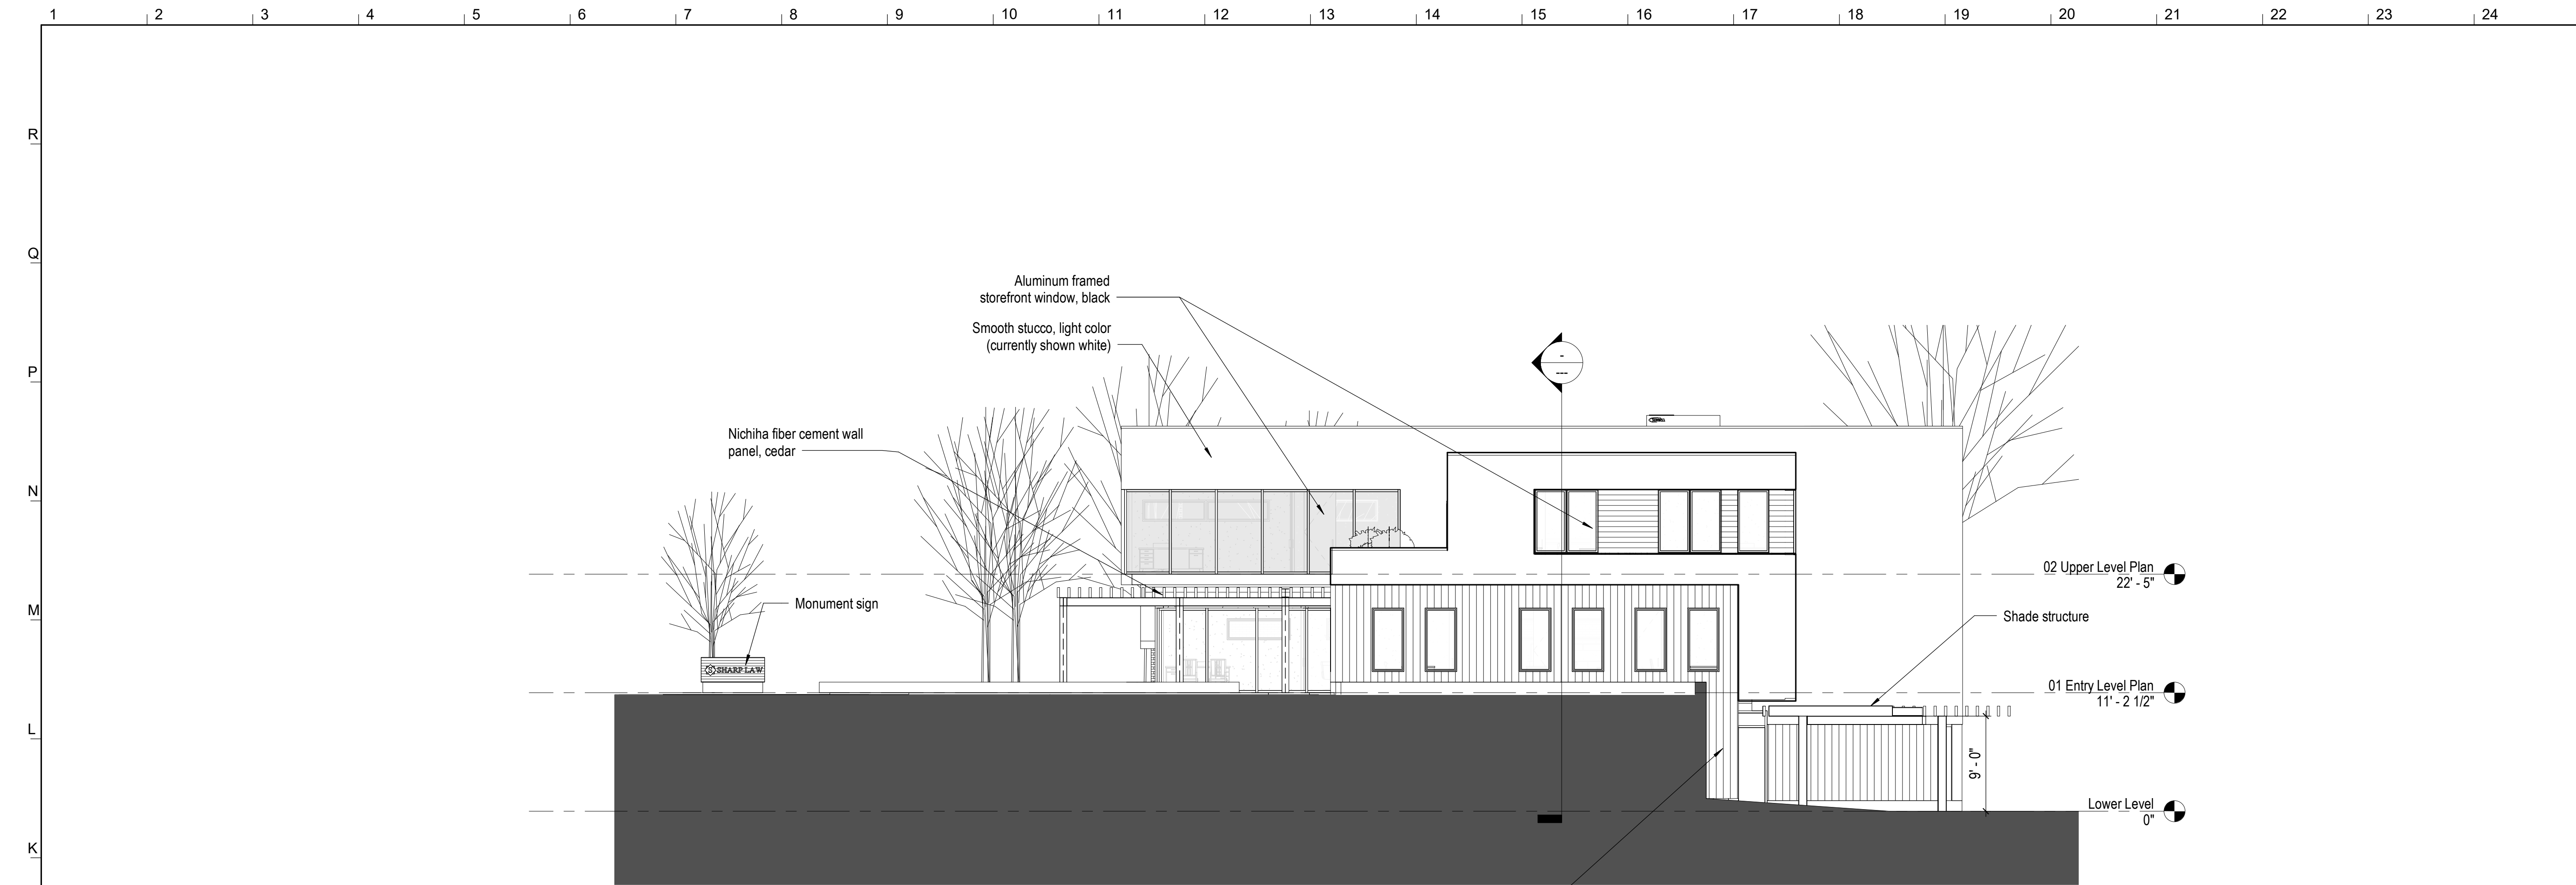 1 2 3 4 5 6 7 8 9 10 11 12 13 14 15 16 17 18 19 20 21 22 23 24
R
Q
Aluminum framed
storefront window, black
Smooth stucco, light color
(currently shown white)
-
---
P
Nichiha fiber cement wall
panel, cedar
N
02 Upper Level Plan
22' - 5"
M
Monument sign
Shade structure
S SHARP LAW
01 Entry Level Plan
11' - 2 1/2"
L
9' - 0"
Lower Level
0"
K